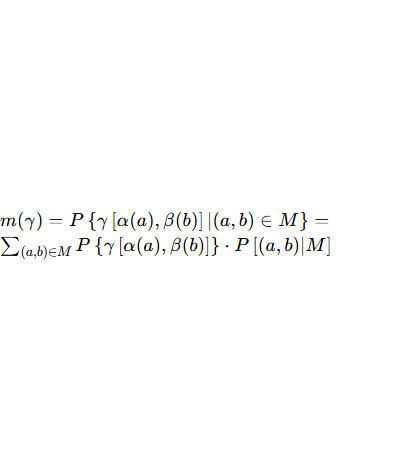 m(γ) = P {γ [α(a), β(b)] |(a, b) ∈ M} =
∑_{(a,b)∈M} P {γ [α(a), β(b)]} · P [(a, b)|M]